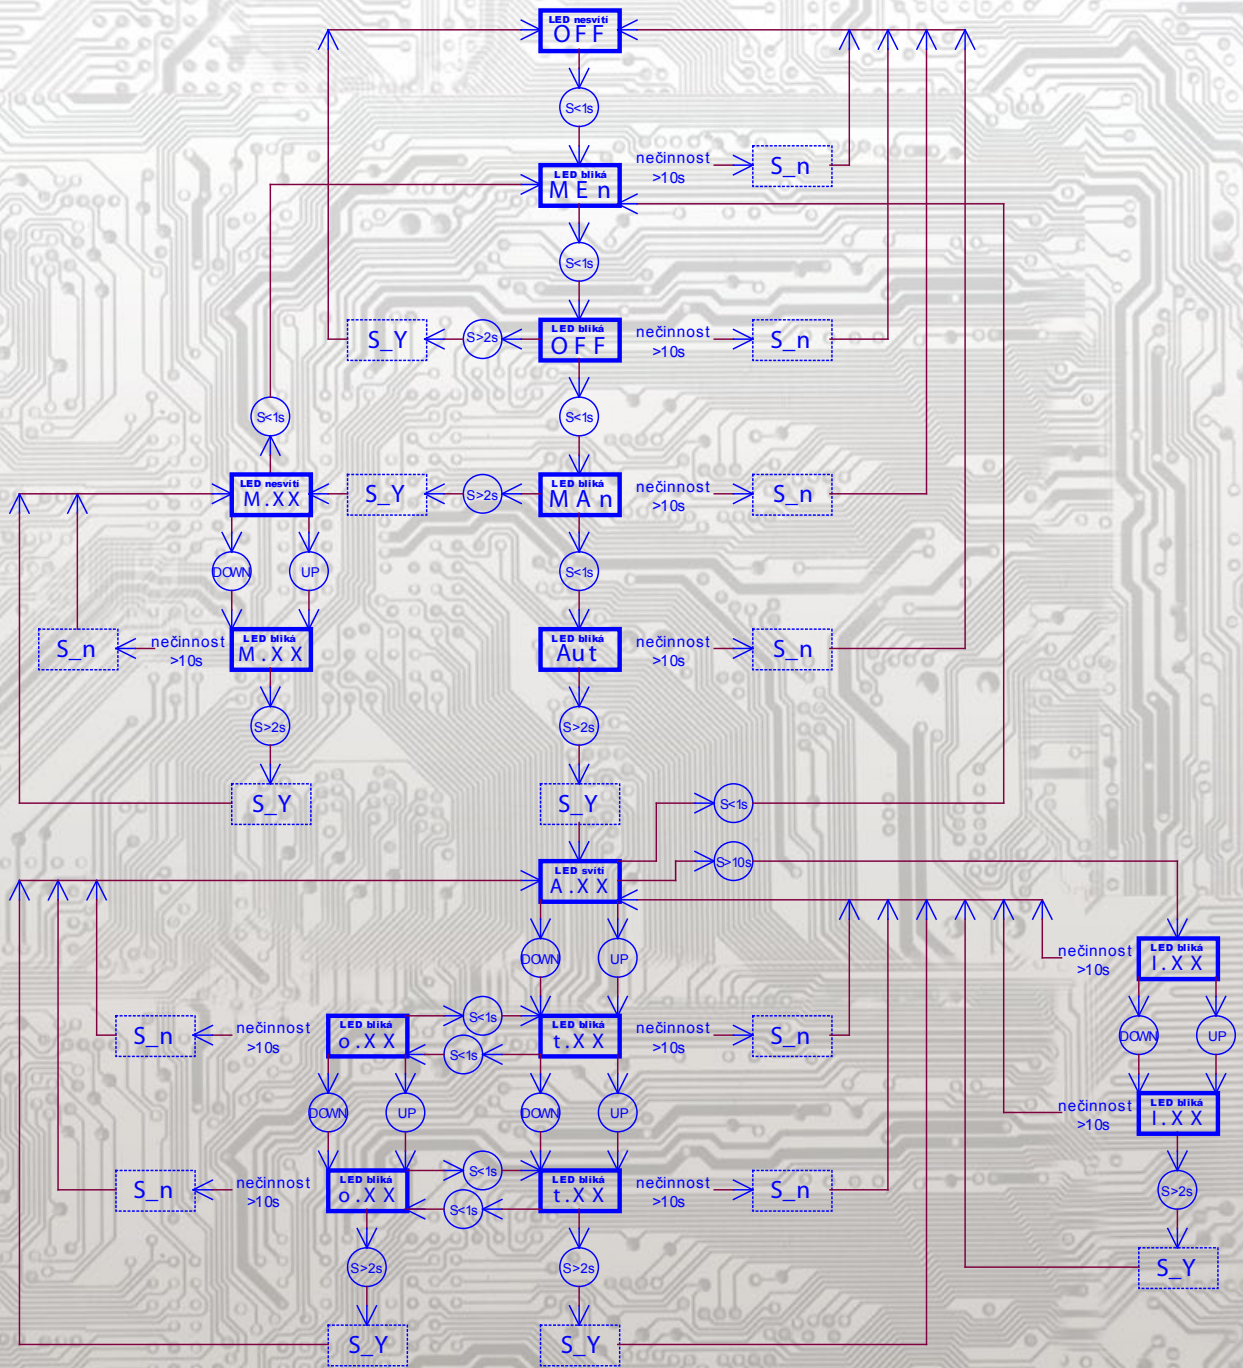 LED nesvítí
OFF
S<1s
LED bliká
MEn
nečinnost
>10s
S_n
S<1s
S_Y
S>2s
LED bliká
OFF
nečinnost
>10s
S_n
S<1s
S<1s
LED nesvítí
M.XX
S_Y
S>2s
LED bliká
MAn
nečinnost
>10s
S_n
DOWN
UP
S<1s
S_n
nečinnost
>10s
LED bliká
M.XX
LED bliká
Aut
nečinnost
>10s
S_n
S>2s
S>2s
S_Y
S_Y
S<1s
S>10s
LED svítí
A.XX
DOWN
UP
nečinnost
>10s
LED bliká
I.XX
S_n
nečinnost
>10s
LED bliká
o.XX
S<1s
S<1s
LED bliká
t.XX
nečinnost
>10s
S_n
DOWN
UP
DOWN
UP
DOWN
UP
nečinnost
>10s
LED bliká
I.XX
S_n
nečinnost
>10s
LED bliká
o.XX
S<1s
S<1s
LED bliká
t.XX
nečinnost
>10s
S_n
S>2s
S>2s
S>2s
S_Y
S_Y
S_Y